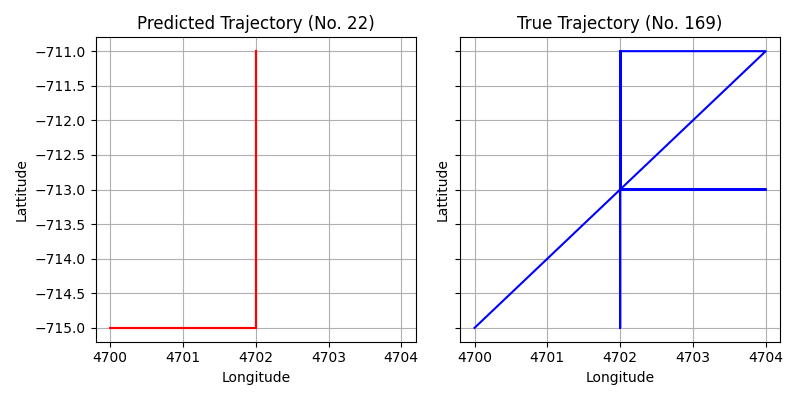 Predicted Trajectory (No. 22)
−711.0
−711.5
−712.0
−712.5
−713.0
−713.5
−714.0
−714.5
−715.0
Lattitude
4700 4701 4702 4703 4704
Longitude
True Trajectory (No. 169)
Lattitude
4700 4701 4702 4703 4704
Longitude